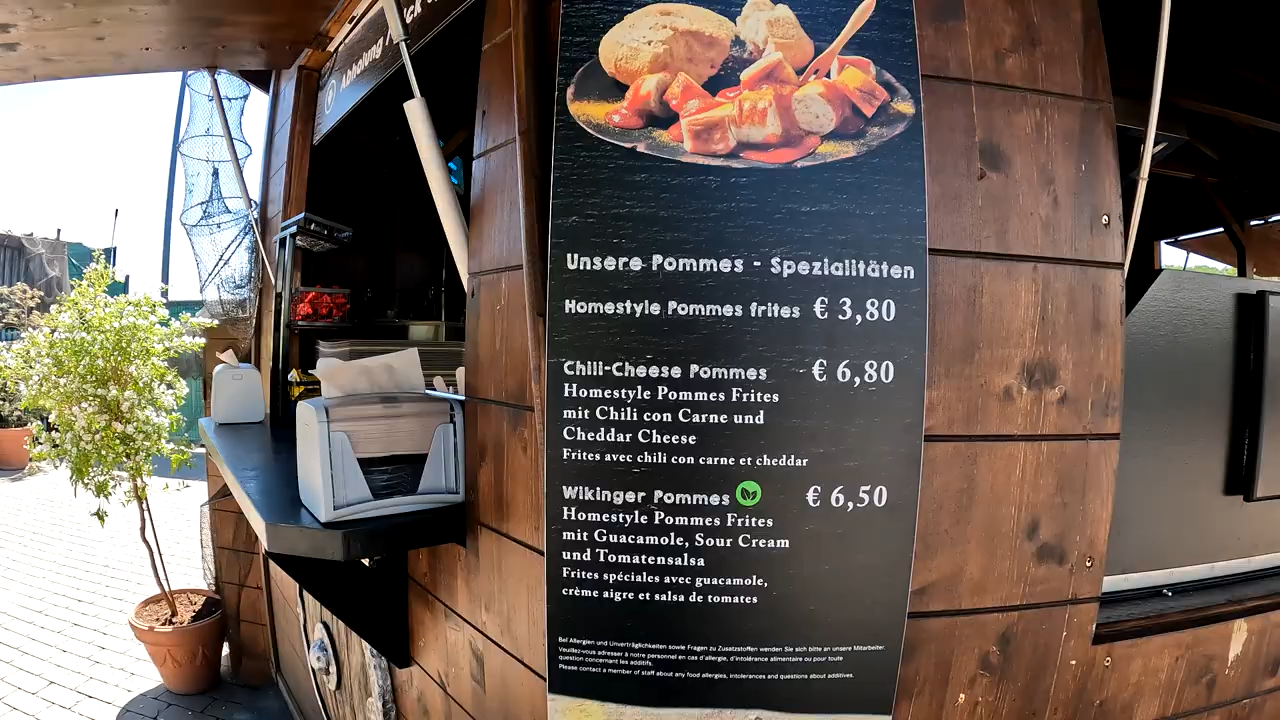 Abholung
Unsere Pommes - Spezialitäten
Homestyle Pommes frites € 3,80
Chili-Cheese Pommes € 6,80
Homestyle Pommes Frites
mit Chili con Carne und
Cheddar Cheese
Frites avec chili con carne et cheddar
Wikinger Pommes € 6,50
Homestyle Pommes Frites
mit Guacamole, Sour Cream
und Tomatensalsa
Frites spéciales avec guacamole,
crème aigre et salsa de tomates
Bei Allergien und Unverträglichkeiten sowie Fragen zu Zusatzstoffen wenden Sie sich bitte an unsere Mitarbeiter.
Veuillez-vous adresser à notre personnel en cas d'allergie, d'intolérance alimentaire ou pour toute
question concernant les additifs.
Please contact a member of staff about any food allergies, intolerances and questions about additives.